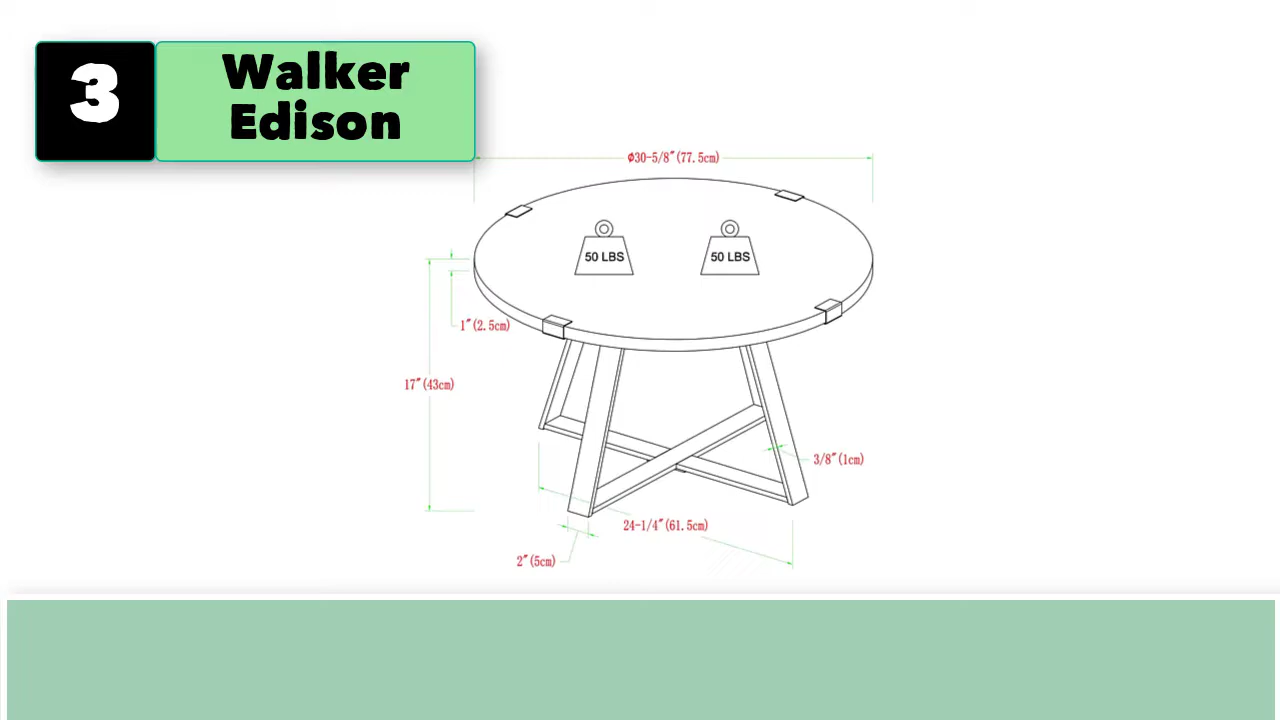 3
Walker
Edison
Ø30-5/8"(77.5cm)
50 LBS
50 LBS
1"(2.5cm)
17"(43cm)
3/8"(1cm)
24-1/4"(61.5cm)
2"(5cm)